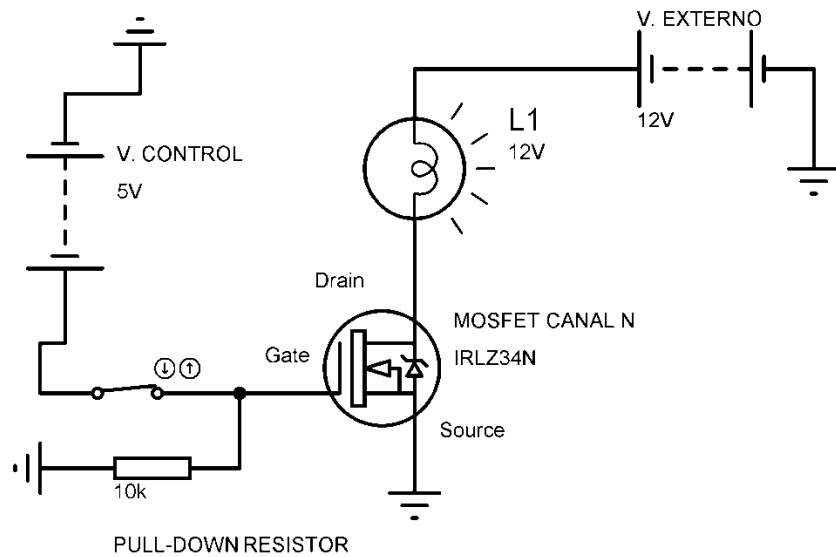 V. EXTERNO
12V
L1
12V
V. CONTROL
5V
Drain
MOSFET CANAL N
Gate
IRLZ34N
Source
10k
PULL-DOWN RESISTOR